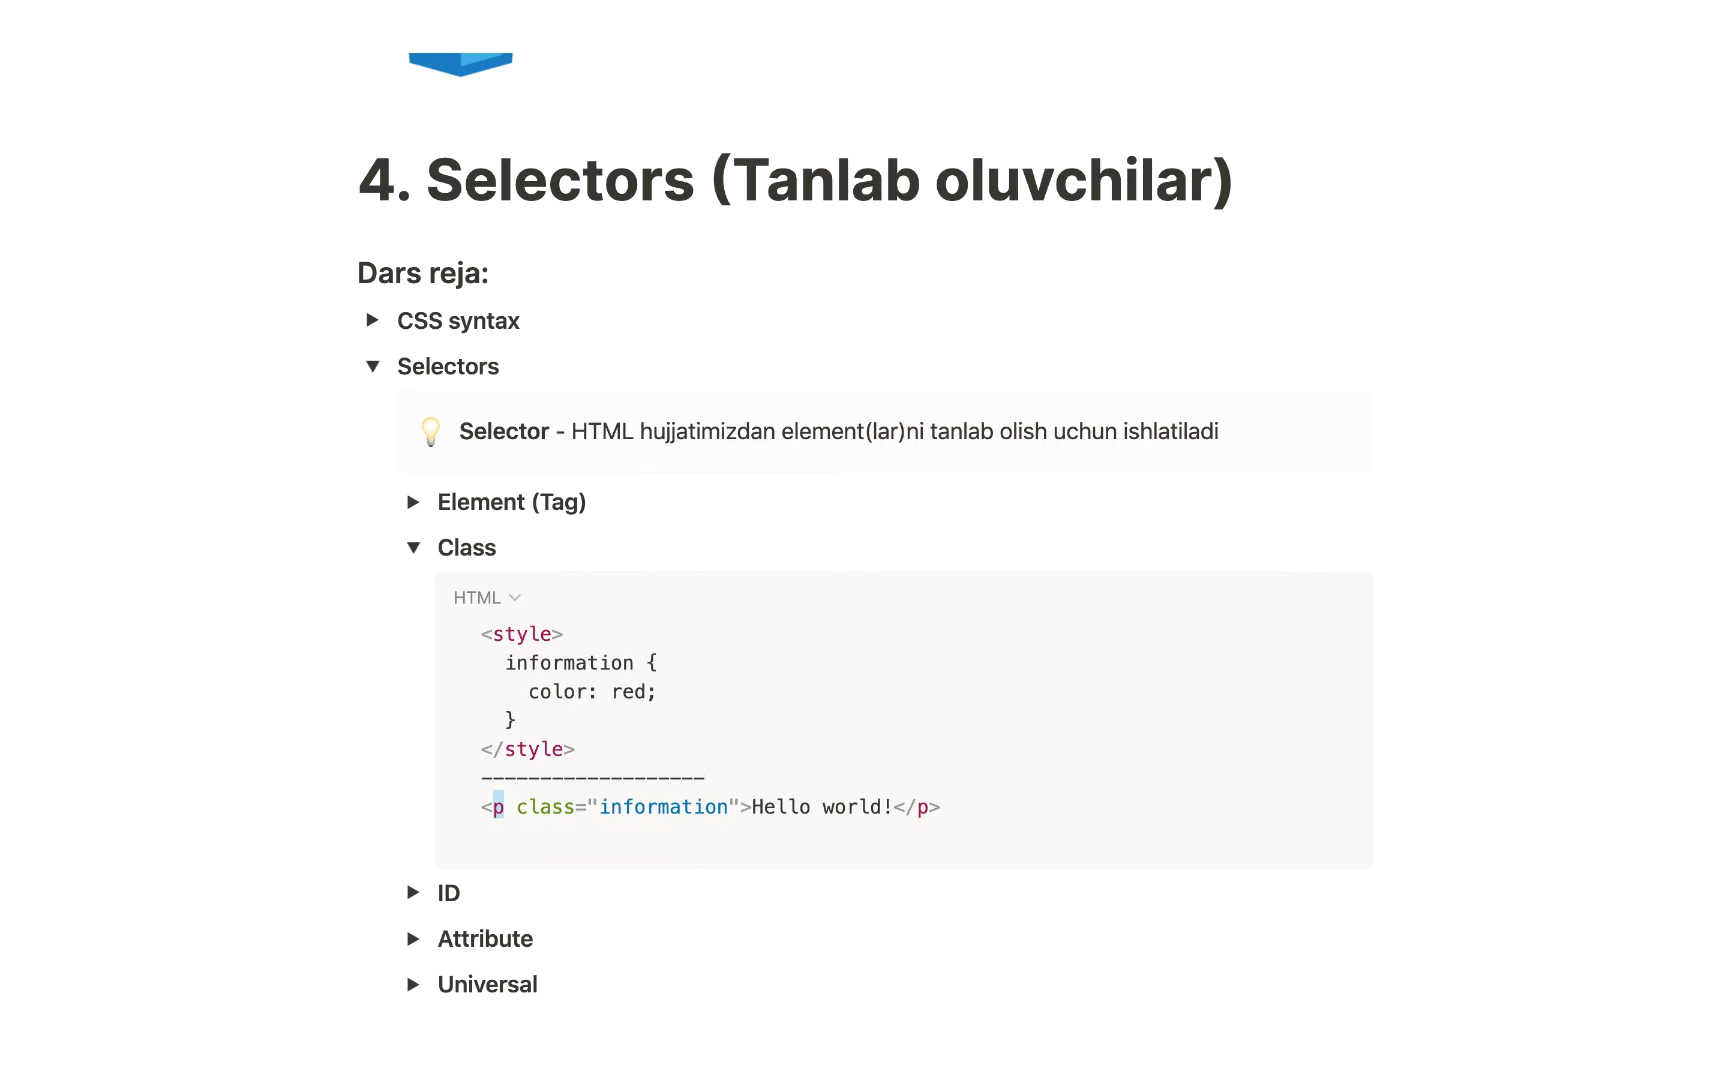 4. Selectors (Tanlab oluvchilar)
Dars reja:
CSS syntax
Selectors
Selector - HTML hujjatimizdan element(lar)ni tanlab olish uchun ishlatiladi
Element (Tag)
Class
HTML
<style>
  information {
    color: red;
  }
</style>
-------------------
<p class="information">Hello world!</p>
ID
Attribute
Universal